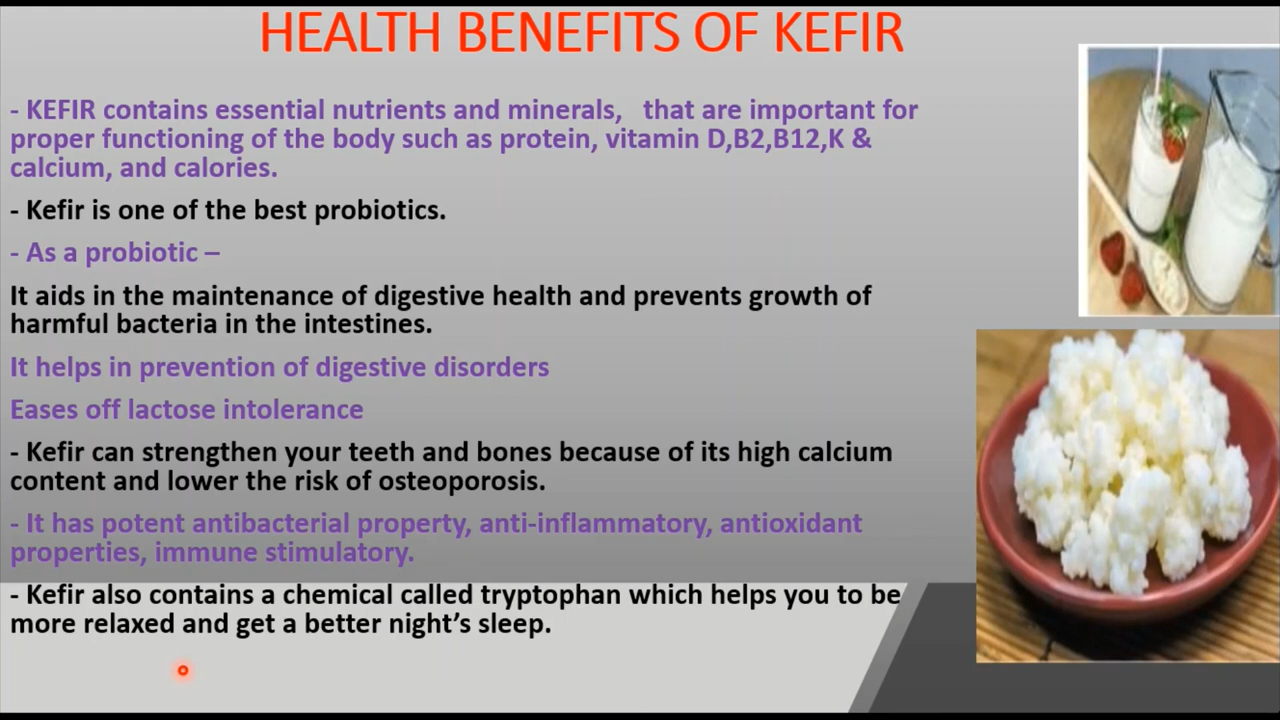 HEALTH BENEFITS OF KEFIR
- KEFIR contains essential nutrients and minerals,   that are important for
proper functioning of the body such as protein, vitamin D,B2,B12,K &
calcium, and calories.
- Kefir is one of the best probiotics.
- As a probiotic –
It aids in the maintenance of digestive health and prevents growth of
harmful bacteria in the intestines.
It helps in prevention of digestive disorders
Eases off lactose intolerance
- Kefir can strengthen your teeth and bones because of its high calcium
content and lower the risk of osteoporosis.
- It has potent antibacterial property, anti-inflammatory, antioxidant
properties, immune stimulatory.
- Kefir also contains a chemical called tryptophan which helps you to be
more relaxed and get a better night’s sleep.